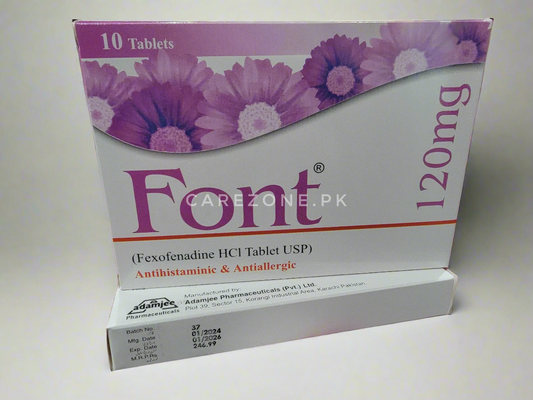 10 Tablets
Font®
120mg
CAREZONE.PK
(Fexofenadine HCl Tablet USP)
Antihistaminic & Antiallergic
adamjee
Pharmaceuticals
Manufactured by
Adamjee Pharmaceuticals (Pvt.) Ltd.
Plot 39, Sector 15, Korangi Industrial Area, Karachi-Pakistan.
Batch No. 37
Mfg. Date 01/2024
Exp. Date 01/2026
M.R.P.Rs. 246.99